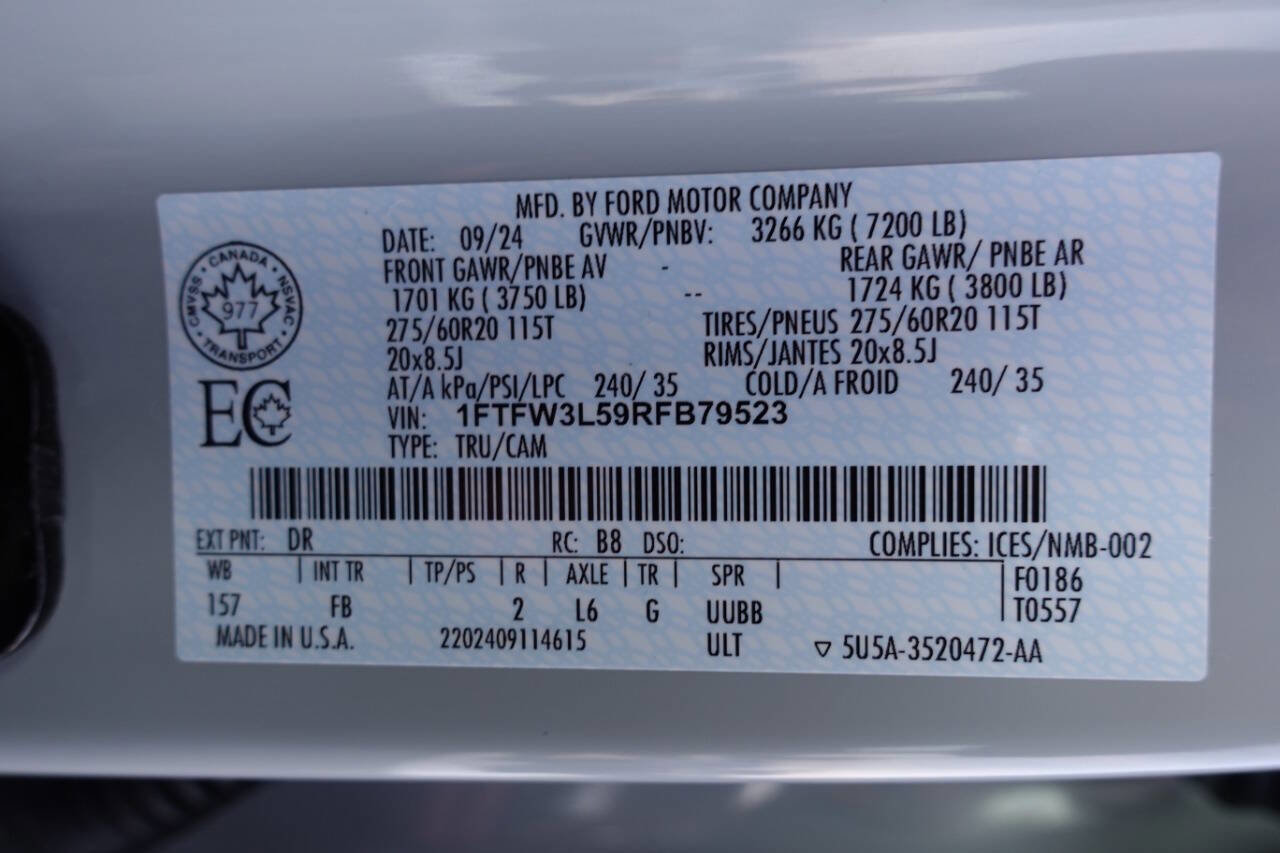 MFD. BY FORD MOTOR COMPANY
DATE: 09/24 GVWR/PNBV: 3266 KG ( 7200 LB)
FRONT GAWR/PNBE AV - REAR GAWR/ PNBE AR
1701 KG ( 3750 LB) -- 1724 KG ( 3800 LB)
275/60R20 115T TIRES/PNEUS 275/60R20 115T
20x8.5J RIMS/JANTES 20x8.5J
AT/A kPa/PSI/LPC 240/ 35 COLD/A FROID 240/ 35
VIN: 1FTFW3L59RFB79523
TYPE: TRU/CAM
CANADA
CMVSS • NSVAC
977
TRANSPORT
EC
EXT PNT: DR RC: B8 DSO: COMPLIES: ICES/NMB-002
WB | INT TR | TP/PS | R | AXLE | TR | SPR | F0186
157 FB 2 L6 G UUBB T0557
MADE IN U.S.A. 2202409114615 ULT ▽ 5U5A-3520472-AA